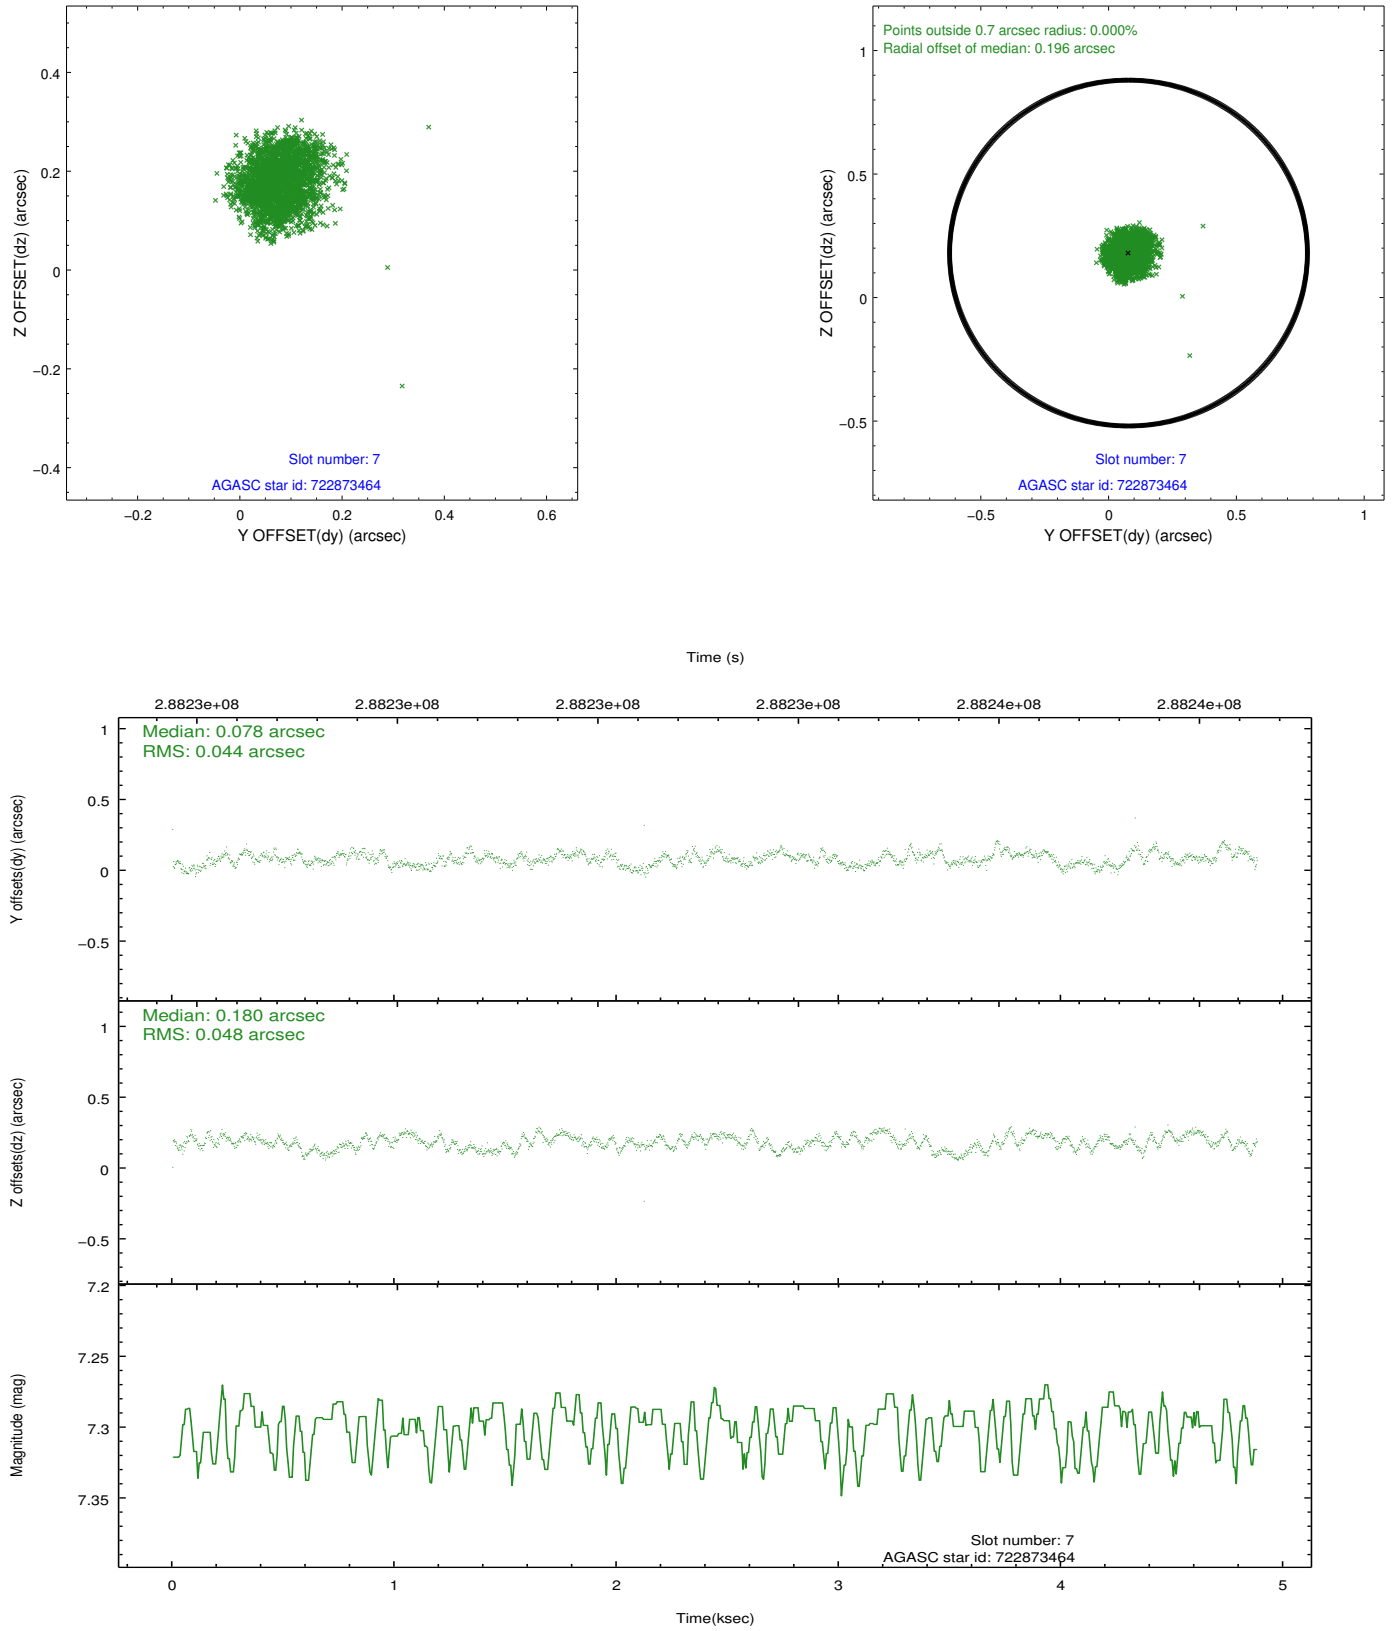 0.4
0.2
0
−0.2
−0.4
−0.2
0
0.2
0.4
0.6
Z OFFSET(dz) (arcsec)
Y OFFSET(dy) (arcsec)
Slot number: 7
AGASC star id: 722873464
Points outside 0.7 arcsec radius: 0.000%
Radial offset of median: 0.196 arcsec
1
0.5
0
−0.5
−0.5
0
0.5
1
Z OFFSET(dz) (arcsec)
Y OFFSET(dy) (arcsec)
Slot number: 7
AGASC star id: 722873464
Time (s)
2.8823e+08
2.8823e+08
2.8823e+08
2.8823e+08
2.8824e+08
2.8824e+08
Median: 0.078 arcsec
RMS: 0.044 arcsec
1
0.5
0
−0.5
Y offsets(dy) (arcsec)
Median: 0.180 arcsec
RMS: 0.048 arcsec
1
0.5
0
−0.5
Z offsets(dz) (arcsec)
7.2
7.25
7.3
7.35
Magnitude (mag)
Slot number: 7
AGASC star id: 722873464
0
1
2
3
4
5
Time(ksec)